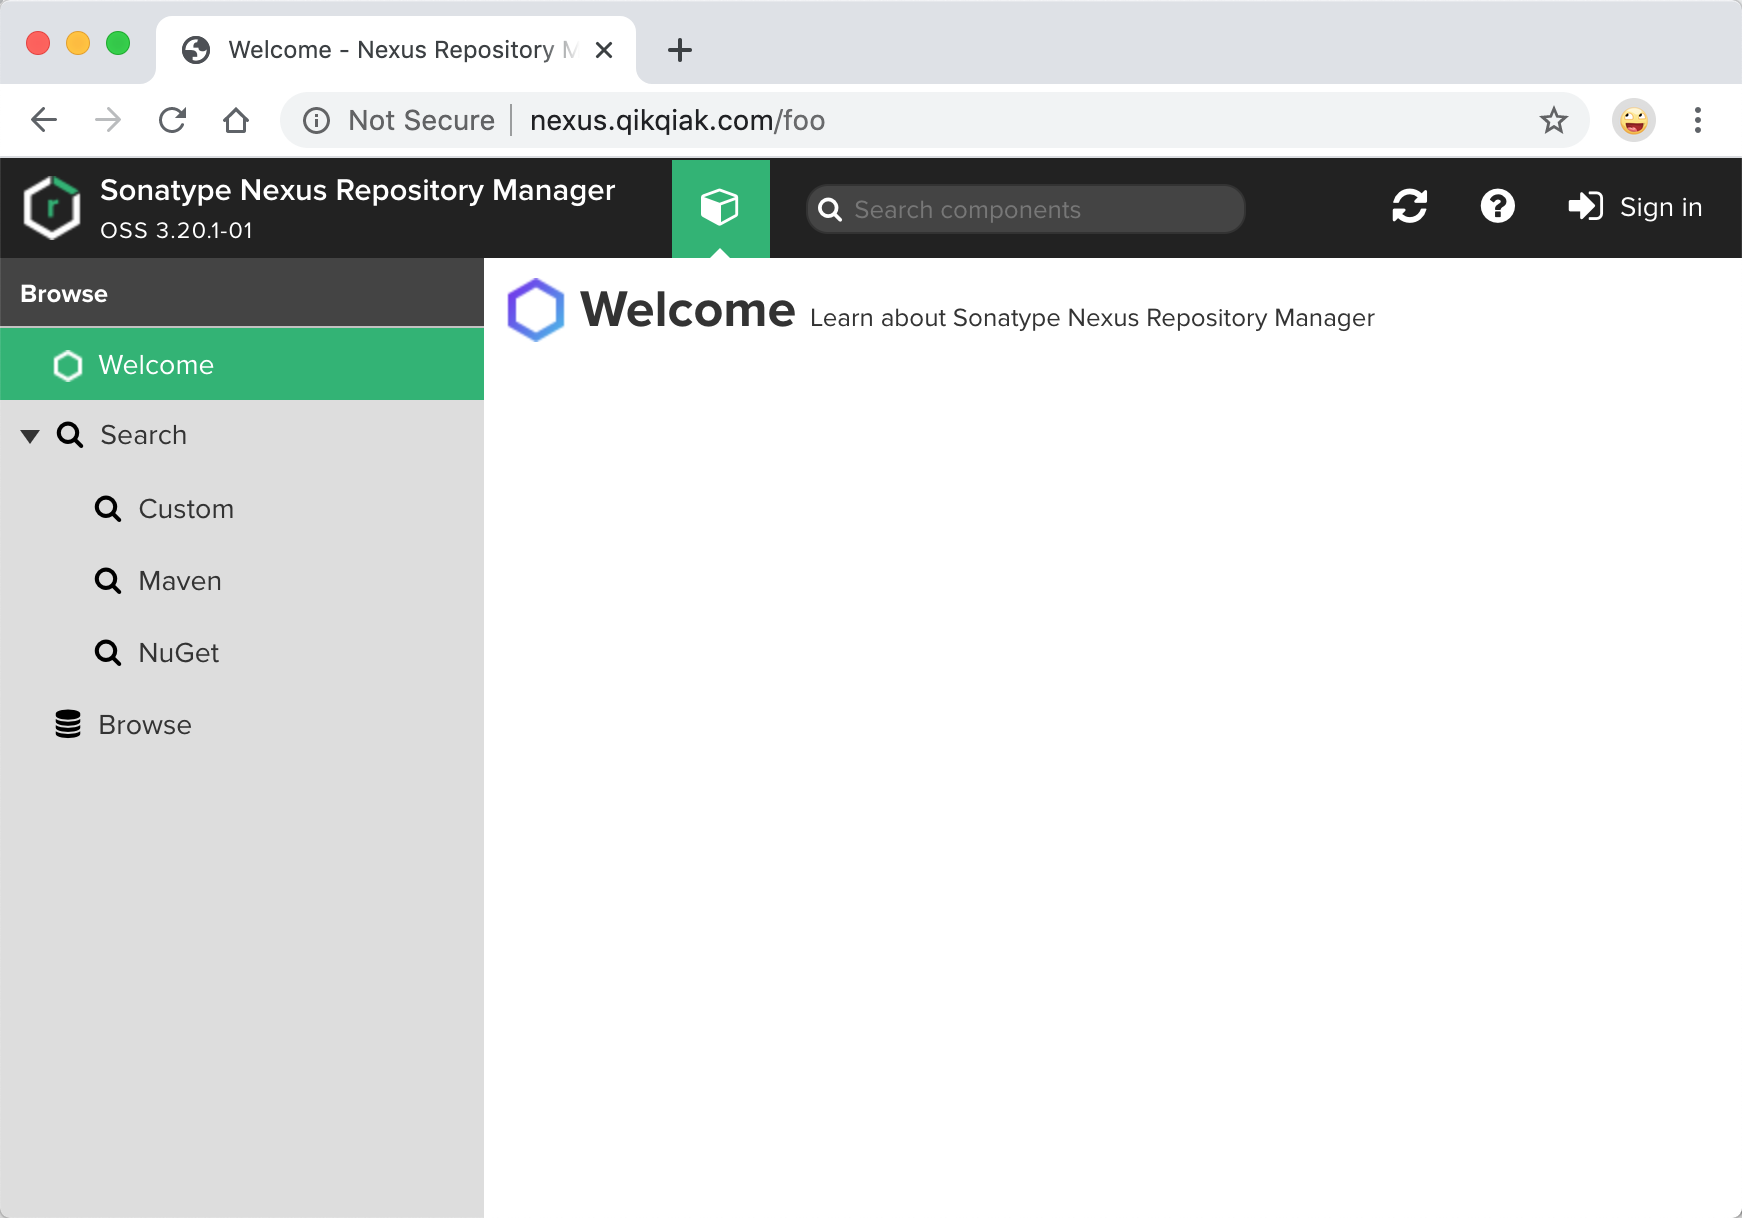 Welcome - Nexus Repository M
Not Secure nexus.qikqiak.com/foo
Sonatype Nexus Repository Manager
OSS 3.20.1-01
Search components
Sign in
Browse
Welcome
Search
Custom
Maven
NuGet
Browse
Welcome Learn about Sonatype Nexus Repository Manager